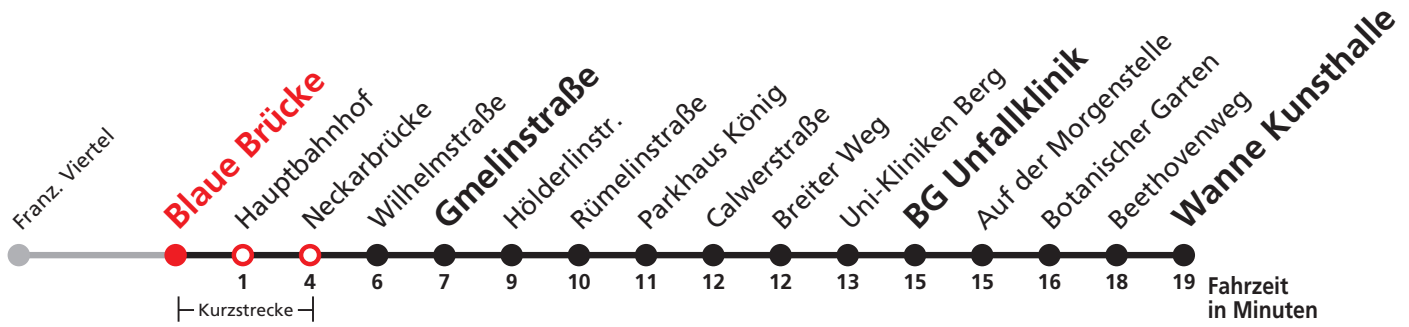 Franz. Viertel
Blaue Brücke
Hauptbahnhof
Neckarbrücke
Wilhelmstraße
Gmelinstraße
Hölderlinstr.
Rümelinstraße
Parkhaus König
Calwerstraße
Breiter Weg
Uni-Kliniken Berg
BG Unfallklinik
Auf der Morgenstelle
Botanischer Garten
Beethovenweg
Wanne Kunsthalle
1 4 6 7 9 10 11 12 12 13 15 15 16 18 19 Fahrzeit
in Minuten
Kurzstrecke